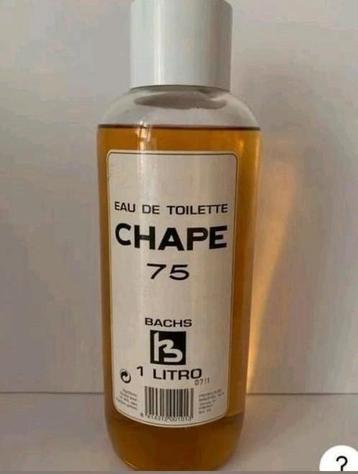 EAU DE TOILETTE
CHAPE
75
BACHS
B
1 LITRO
?